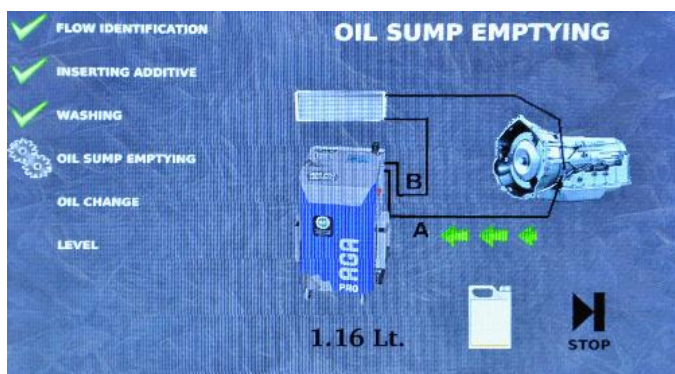 OIL SUMP EMPTYING
FLOW IDENTIFICATION
INSERTING ADDITIVE
WASHING
OIL SUMP EMPTYING
OIL CHANGE
LEVEL
B
A
AGA
PRO
1.16 Lt.
STOP